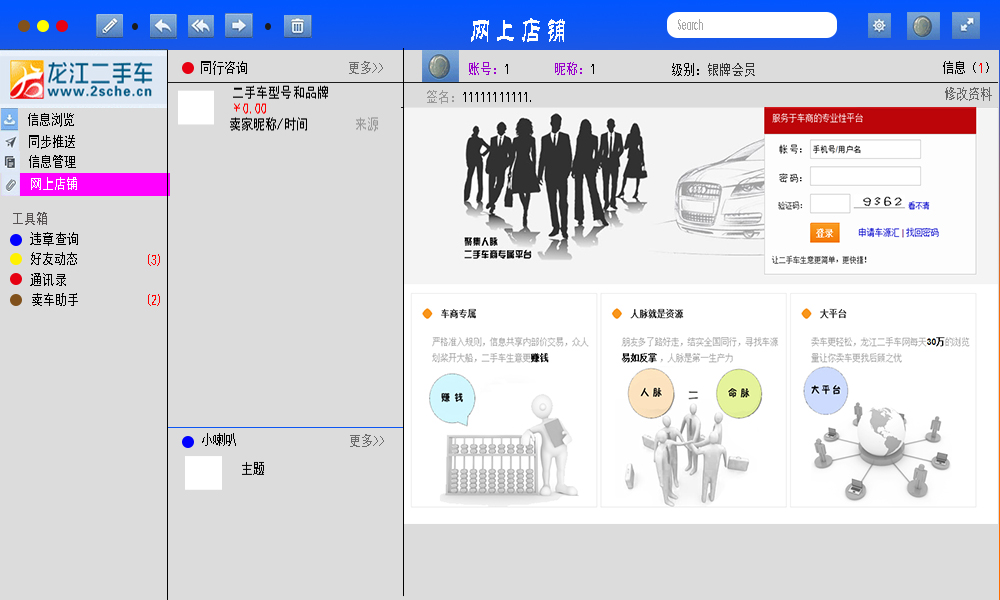 网上店铺
Search
龙江二手车
www.2sche.cn
信息浏览
同步推送
信息管理
网上店铺
工具箱
违章查询
好友动态 (3)
通讯录
卖车助手 (2)
同行咨询 更多>>
二手车型号和品牌
￥0.00
卖家昵称/时间 来源
小喇叭 更多>>
主题
账号：1 昵称：1 级别：银牌会员 信息（1）
签名：11111111111. 修改资料
聚集人脉
二手车商专属平台
服务于车商的专业性平台
帐 号： 手机号/用户名
密 码：
验证码： 9362 看不清
登录 申请车源汇 | 找回密码
让二手车生意更简单，更快捷！
车商专属
严格准入规则，信息共享内部价交易，众人
划桨开大船，二手车生意更赚钱
赚 钱
人脉就是资源
朋友多了路好走，结实全国同行，寻找车源
易如反掌 ，人脉是第一生产力
人 脉 = 命 脉
大平台
卖车更轻松，龙江二手车网每天30万的浏览
量让你卖车更我后顾之忧
大平台